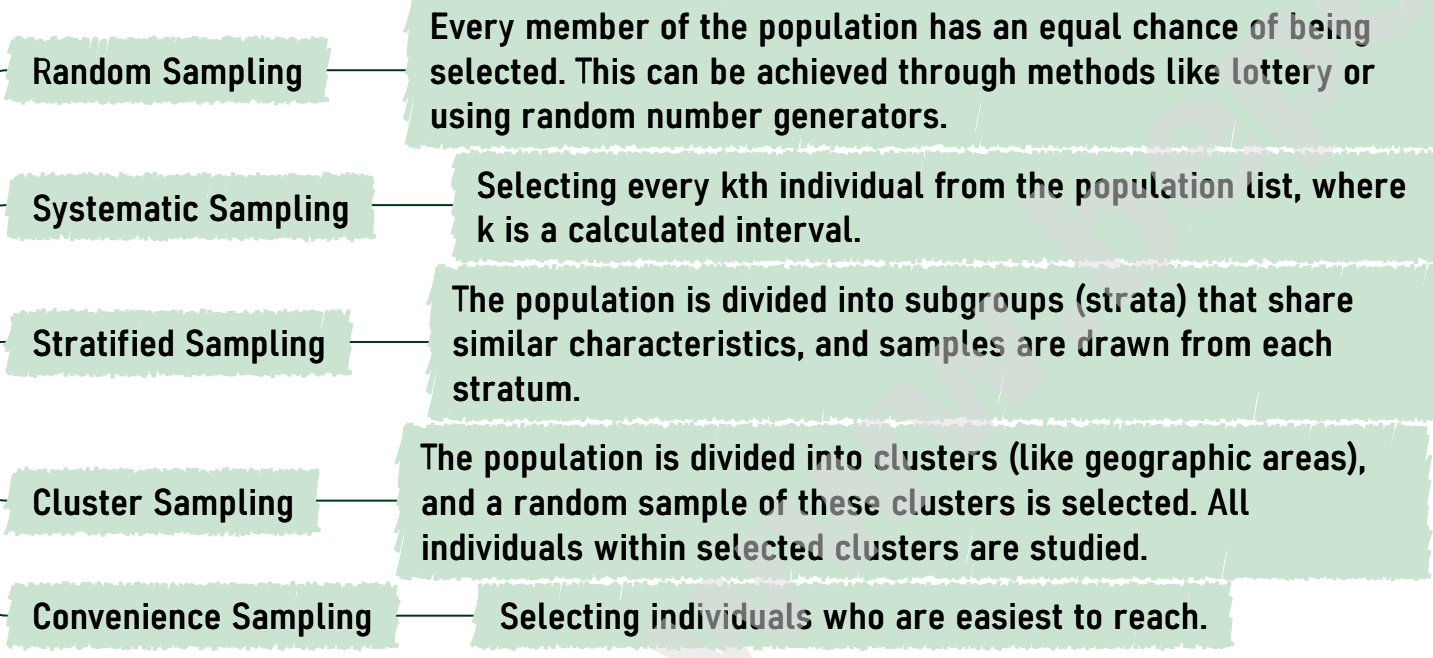 Random Sampling
Every member of the population has an equal chance of being
selected. This can be achieved through methods like lottery or
using random number generators.
Systematic Sampling
Selecting every kth individual from the population list, where
k is a calculated interval.
Stratified Sampling
The population is divided into subgroups (strata) that share
similar characteristics, and samples are drawn from each
stratum.
Cluster Sampling
The population is divided into clusters (like geographic areas),
and a random sample of these clusters is selected. All
individuals within selected clusters are studied.
Convenience Sampling
Selecting individuals who are easiest to reach.